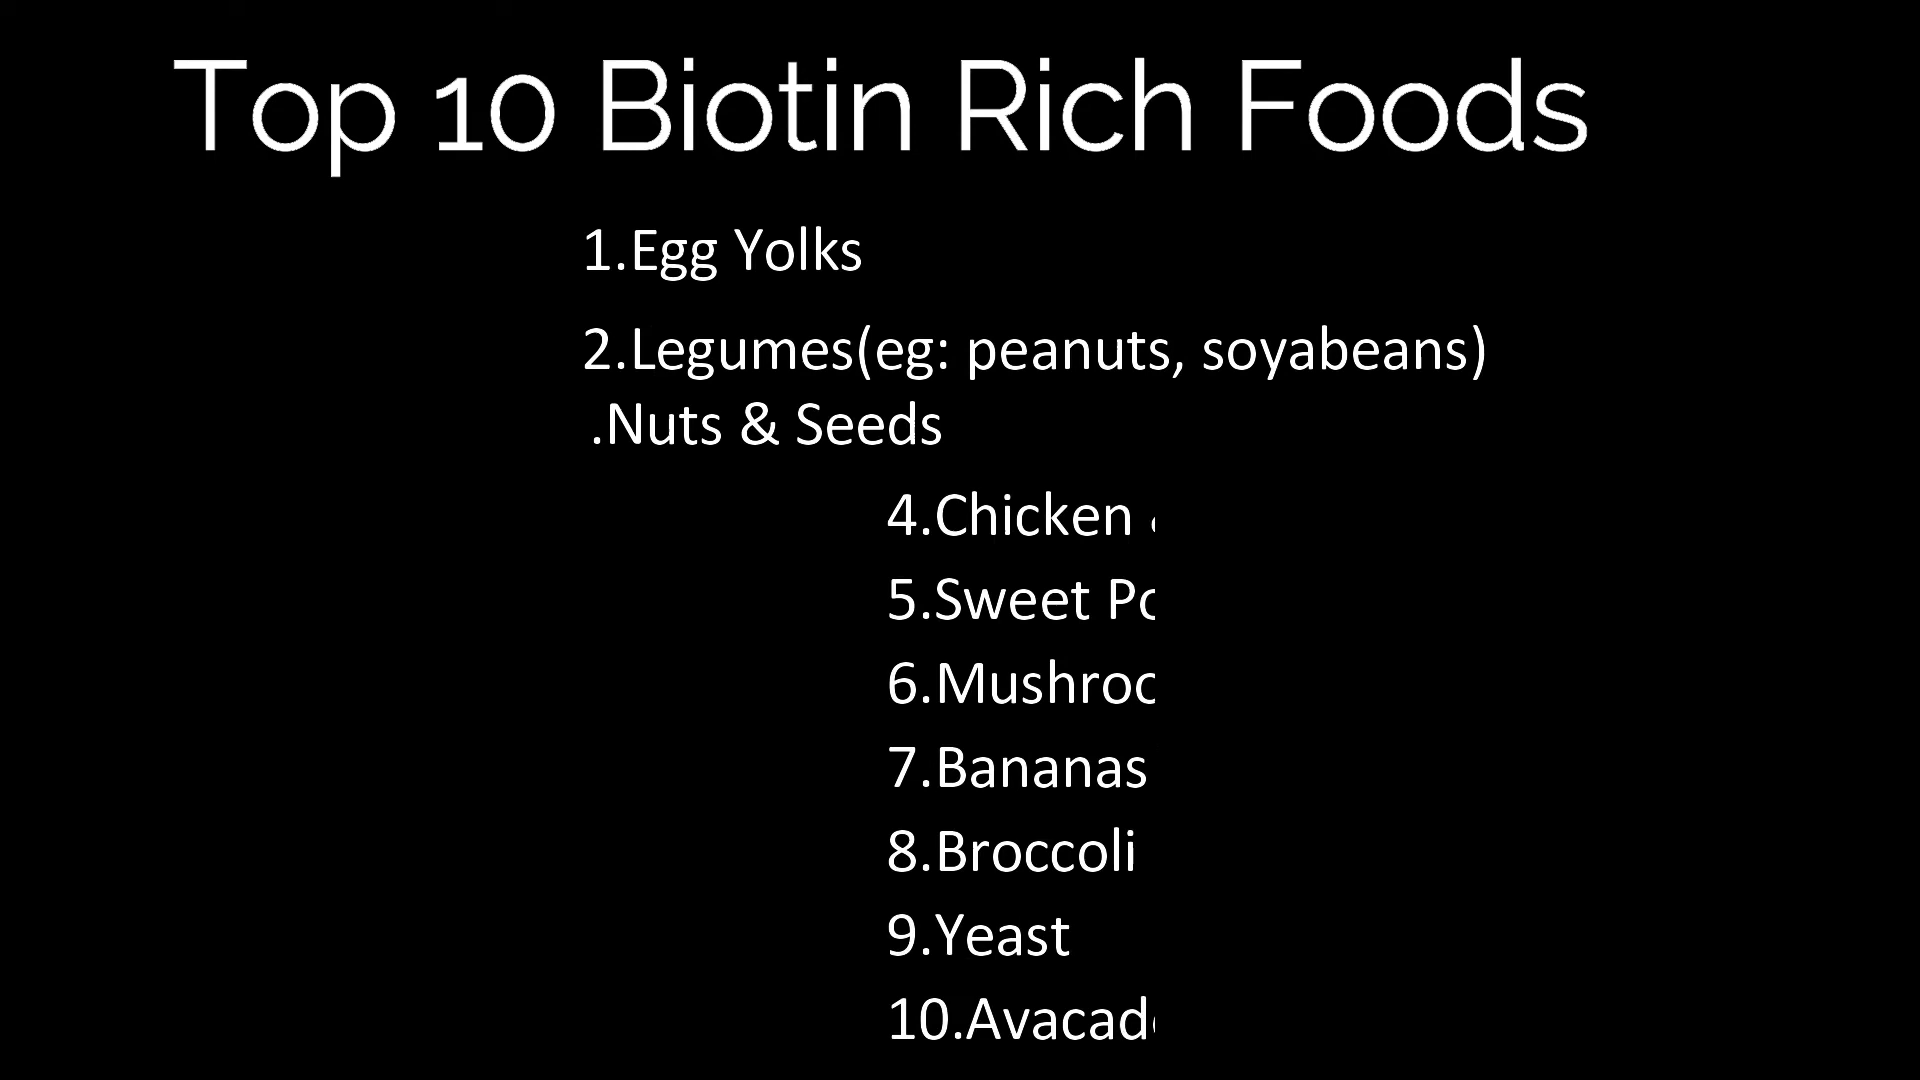 Top 10 Biotin Rich Foods
1.Egg Yolks
2.Legumes(eg: peanuts, soyabeans)
.Nuts & Seeds
4.Chicken
5.Sweet
6.
7.Bananas
8.Broccoli
9.Yeast
10.